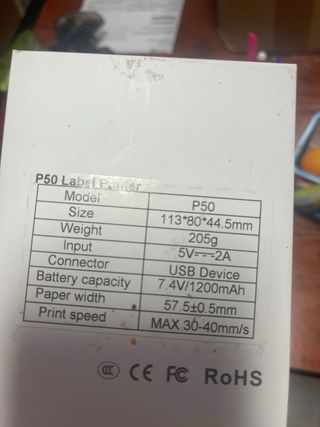 P50 Label Printer
Model P50
Size 113*80*44.5mm
Weight 205g
Input 5V---2A
Connector USB Device
Battery capacity 7.4V/1200mAh
Paper width 57.5±0.5mm
Print speed MAX 30-40mm/s
CCC CE FC RoHS